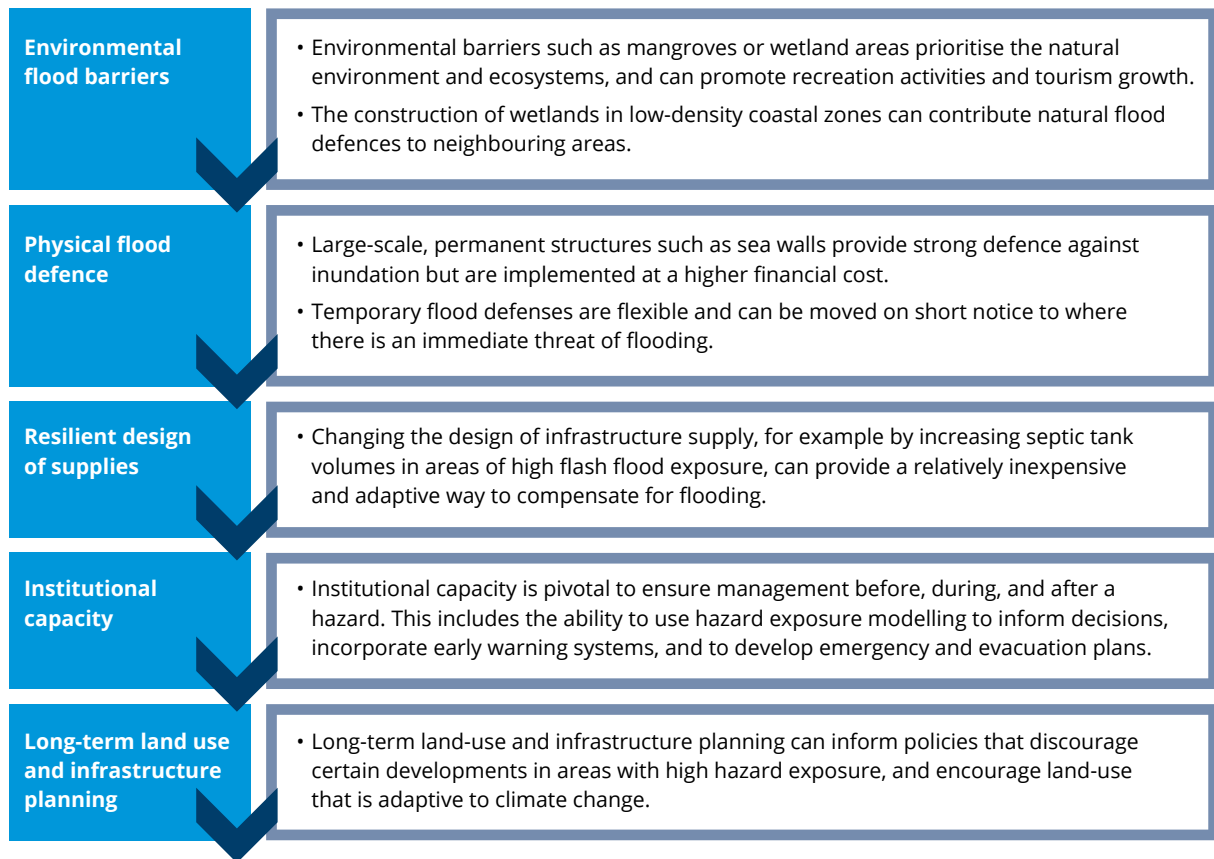 Environmental
flood barriers
• Environmental barriers such as mangroves or wetland areas prioritise the natural
environment and ecosystems, and can promote recreation activities and tourism growth.
• The construction of wetlands in low-density coastal zones can contribute natural flood
defences to neighbouring areas.
Physical flood
defence
• Large-scale, permanent structures such as sea walls provide strong defence against
inundation but are implemented at a higher financial cost.
• Temporary flood defenses are flexible and can be moved on short notice to where
there is an immediate threat of flooding.
Resilient design
of supplies
• Changing the design of infrastructure supply, for example by increasing septic tank
volumes in areas of high flash flood exposure, can provide a relatively inexpensive
and adaptive way to compensate for flooding.
Institutional
capacity
• Institutional capacity is pivotal to ensure management before, during, and after a
hazard. This includes the ability to use hazard exposure modelling to inform decisions,
incorporate early warning systems, and to develop emergency and evacuation plans.
Long-term land use
and infrastructure
planning
• Long-term land-use and infrastructure planning can inform policies that discourage
certain developments in areas with high hazard exposure, and encourage land-use
that is adaptive to climate change.